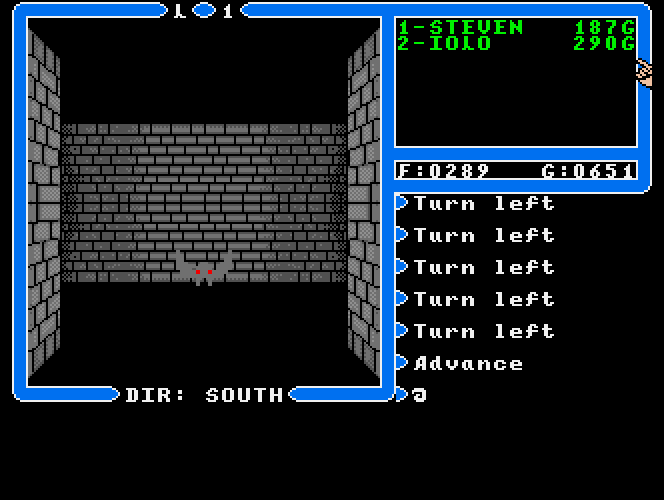 L 1
1-STEVEN 187G
2-IOLO 290G
F:0289 G:0651
Turn left
Turn left
Turn left
Turn left
Turn left
Advance
DIR: SOUTH